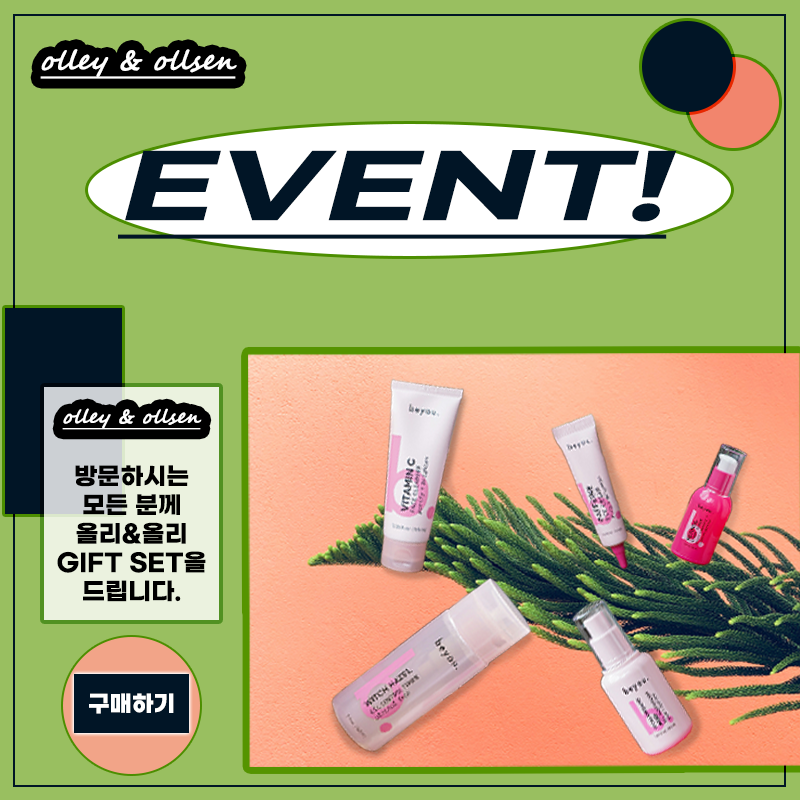 olley & ollsen
EVENT!
olley & ollsen
방문하시는
모든 분께
올리&올리
GIFT SET을
드립니다.
구매하기
beyou.
VITAMIN C
FACE CLEANSER
beyou.
beyou.
WITCH HAZEL
beyou.